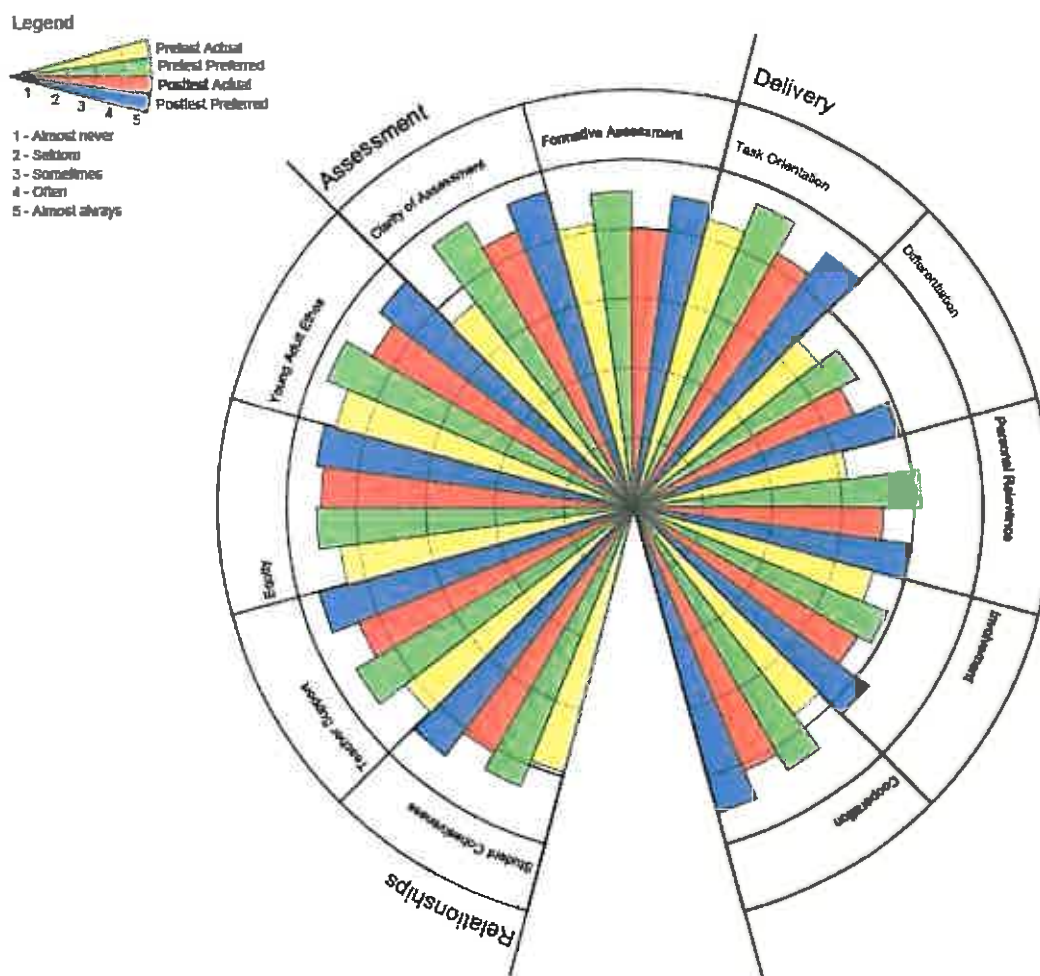 Legend
Pretest Actual
Pretest Preferred
Posttest Actual
Posttest Preferred
1 2 3 4 5
1 - Almost never
2 - Seldom
3 - Sometimes
4 - Often
5 - Almost always
Assessment
Delivery
Relationships
Clarity of Assessment
Formative Assessment
Task Orientation
Differentiation
Personal Relevance
Involvement
Cooperation
Young Adult Ethos
Equity
Teacher Support
Student Cohesiveness